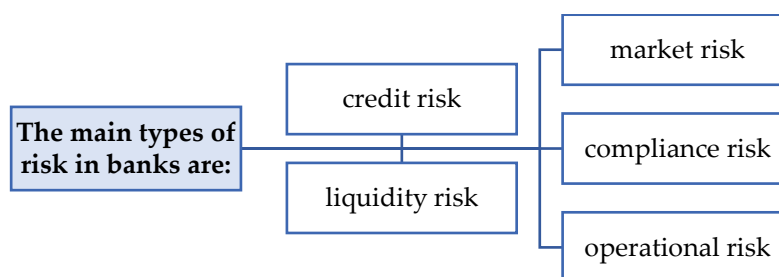 The main types of
risk in banks are:
credit risk
liquidity risk
market risk
compliance risk
operational risk